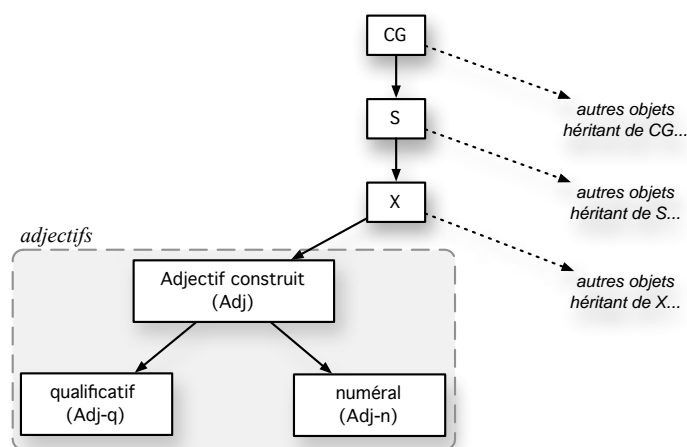 CG
autres objets
héritant de CG...
S
autres objets
héritant de S...
X
adjectifs
autres objets
héritant de X...
Adjectif construit
(Adj)
qualificatif
(Adj-q)
numéral
(Adj-n)